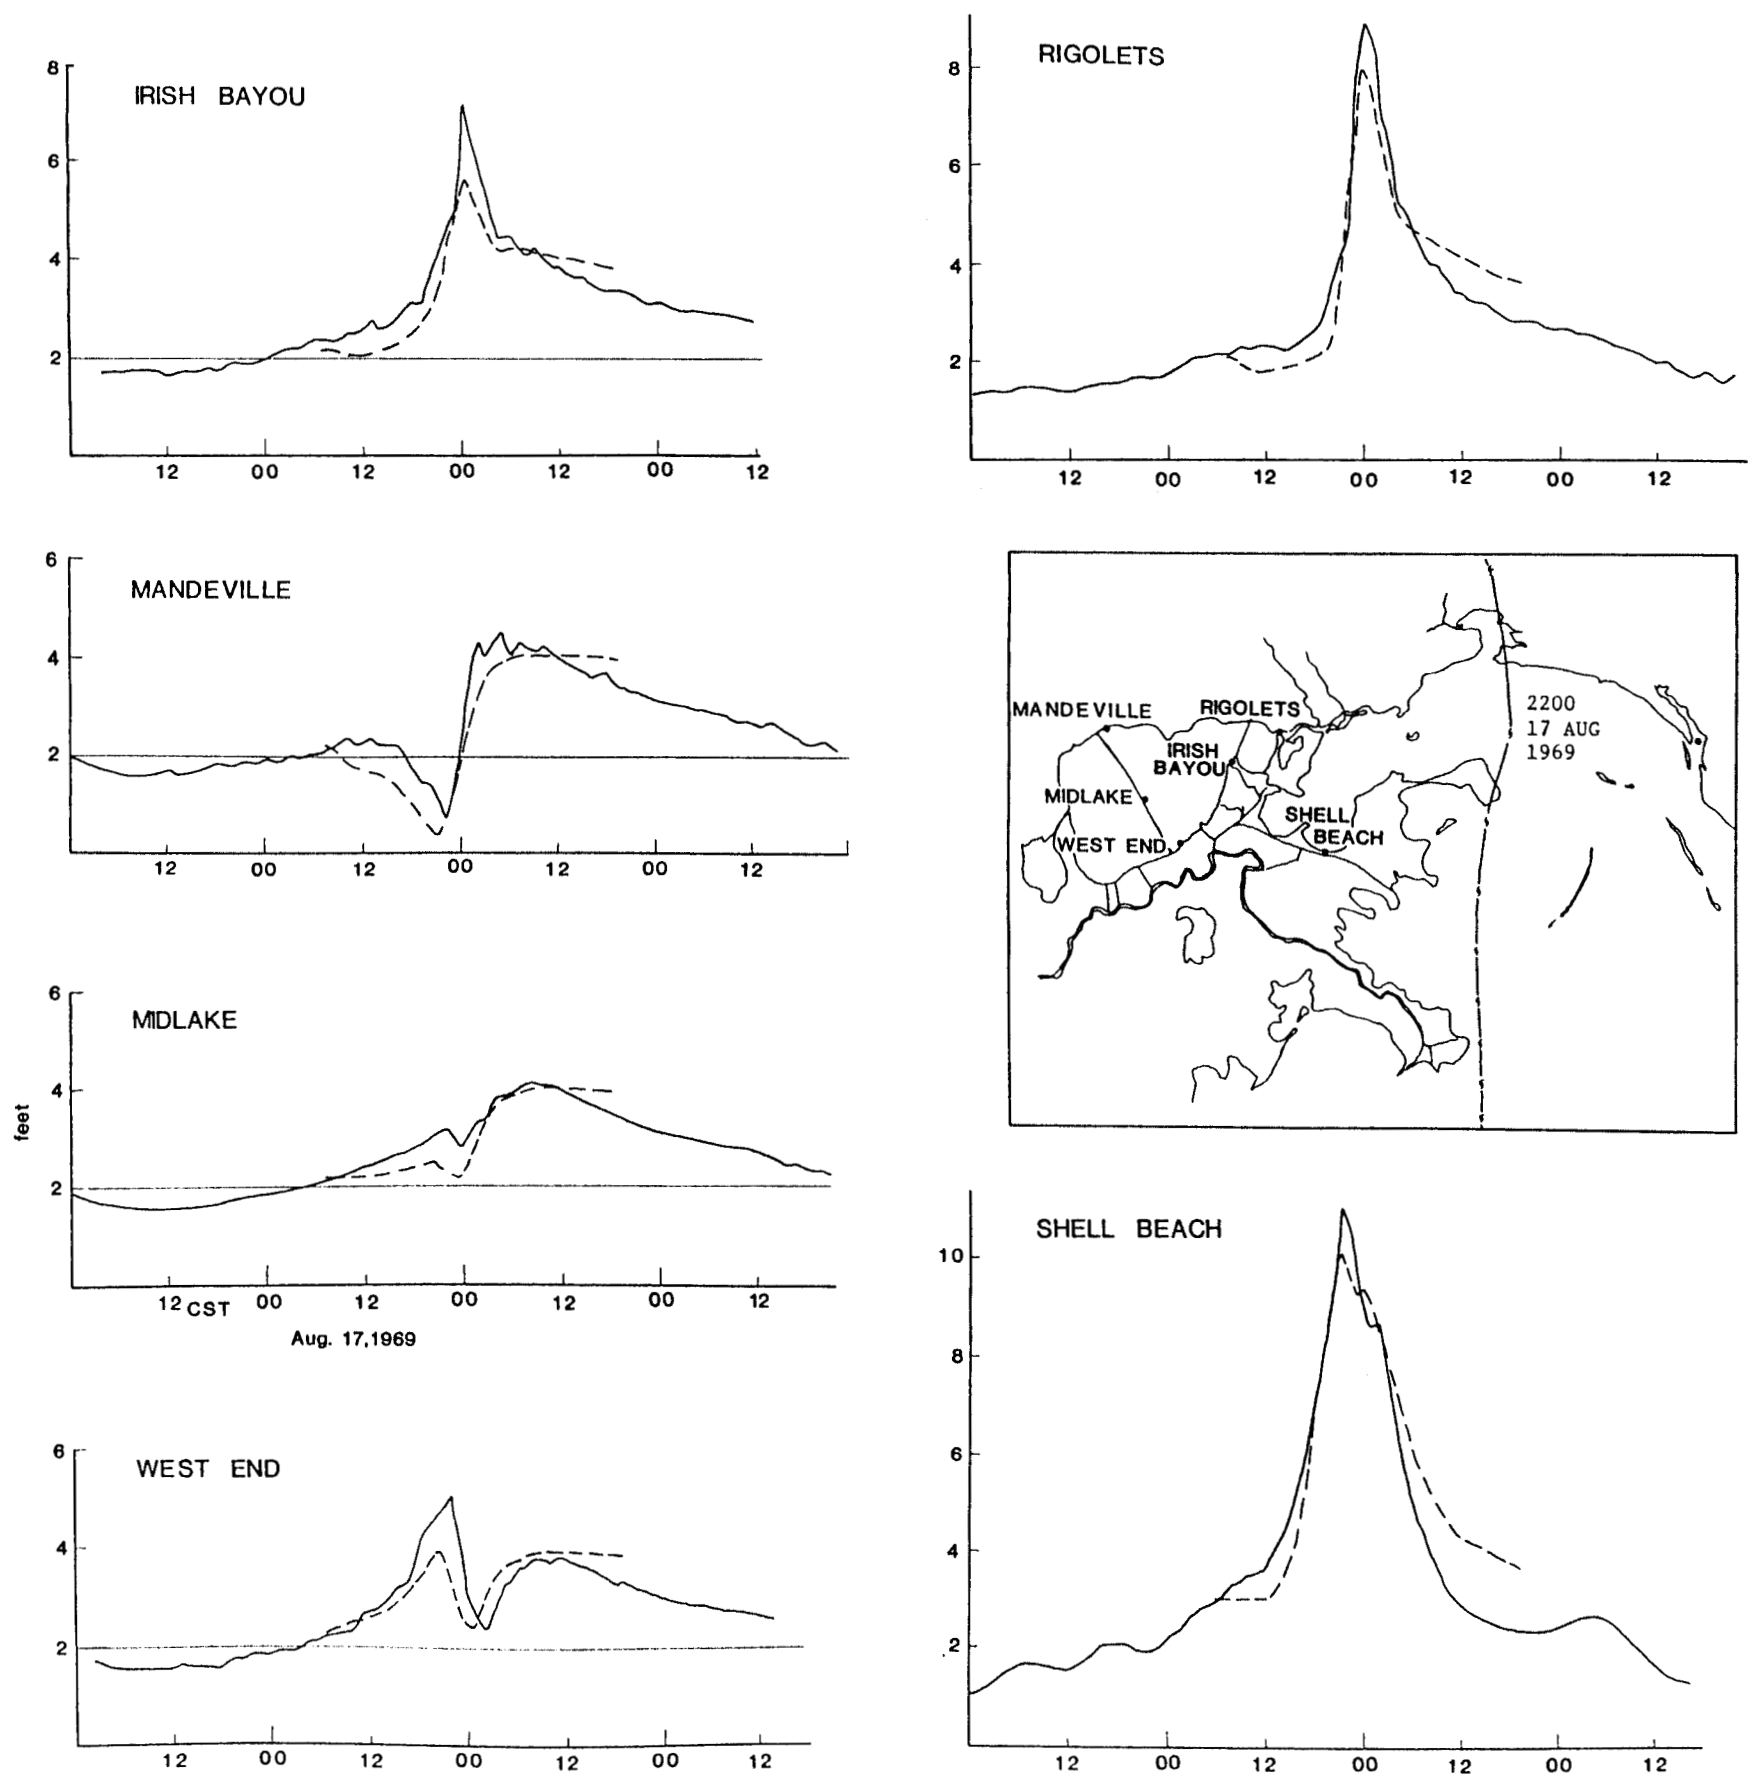 IRISH BAYOU
8
6
4
2
12 00 12 00 12 00 12
RIGOLETS
8
6
4
2
12 00 12 00 12 00 12
MANDEVILLE
6
4
2
12 00 12 00 12 00 12
MANDEVILLE
RIGOLETS
IRISH
BAYOU
MIDLAKE
SHELL
BEACH
WEST END
2200
17 AUG
1969
MIDLAKE
6
4
2
feet
12 CST 00 12 00 12 00 12
Aug. 17,1969
WEST END
6
4
2
12 00 12 00 12 00 12
SHELL BEACH
10
8
6
4
2
12 00 12 00 12 00 12